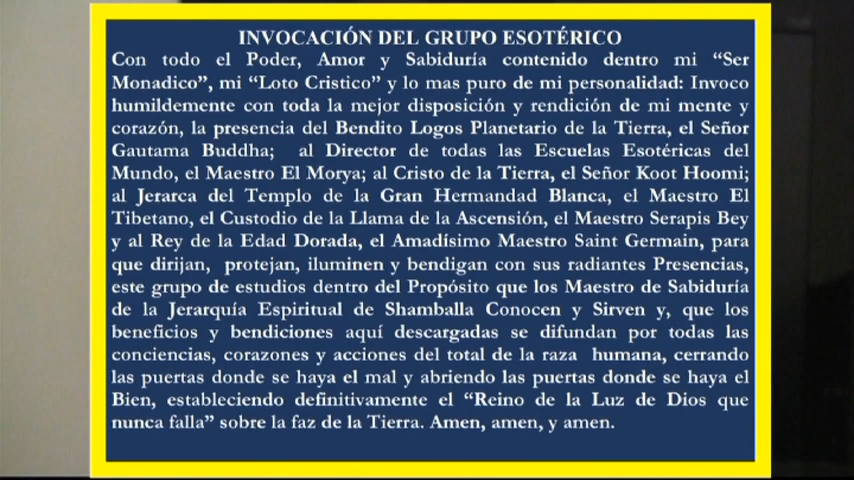 INVOCACIÓN DEL GRUPO ESOTÉRICO
Con todo el Poder, Amor y Sabiduría contenido dentro mi “Ser
Monadico”, mi “Loto Cristico” y lo mas puro de mi personalidad: Invoco
humildemente con toda la mejor disposición y rendición de mi mente y
corazón, la presencia del Bendito Logos Planetario de la Tierra, el Señor
Gautama Buddha; al Director de todas las Escuelas Esotéricas del
Mundo, el Maestro El Morya; al Cristo de la Tierra, el Señor Koot Hoomi;
al Jerarca del Templo de la Gran Hermandad Blanca, el Maestro El
Tibetano, el Custodio de la Llama de la Ascensión, el Maestro Serapis Bey
y al Rey de la Edad Dorada, el Amadísimo Maestro Saint Germain, para
que dirijan, protejan, iluminen y bendigan con sus radiantes Presencias,
este grupo de estudios dentro del Propósito que los Maestro de Sabiduría
de la Jerarquía Espiritual de Shamballa Conocen y Sirven y, que los
beneficios y bendiciones aquí descargadas se difundan por todas las
conciencias, corazones y acciones del total de la raza humana, cerrando
las puertas donde se haya el mal y abriendo las puertas donde se haya el
Bien, estableciendo definitivamente el “Reino de la Luz de Dios que
nunca falla” sobre la faz de la Tierra. Amen, amen, y amen.